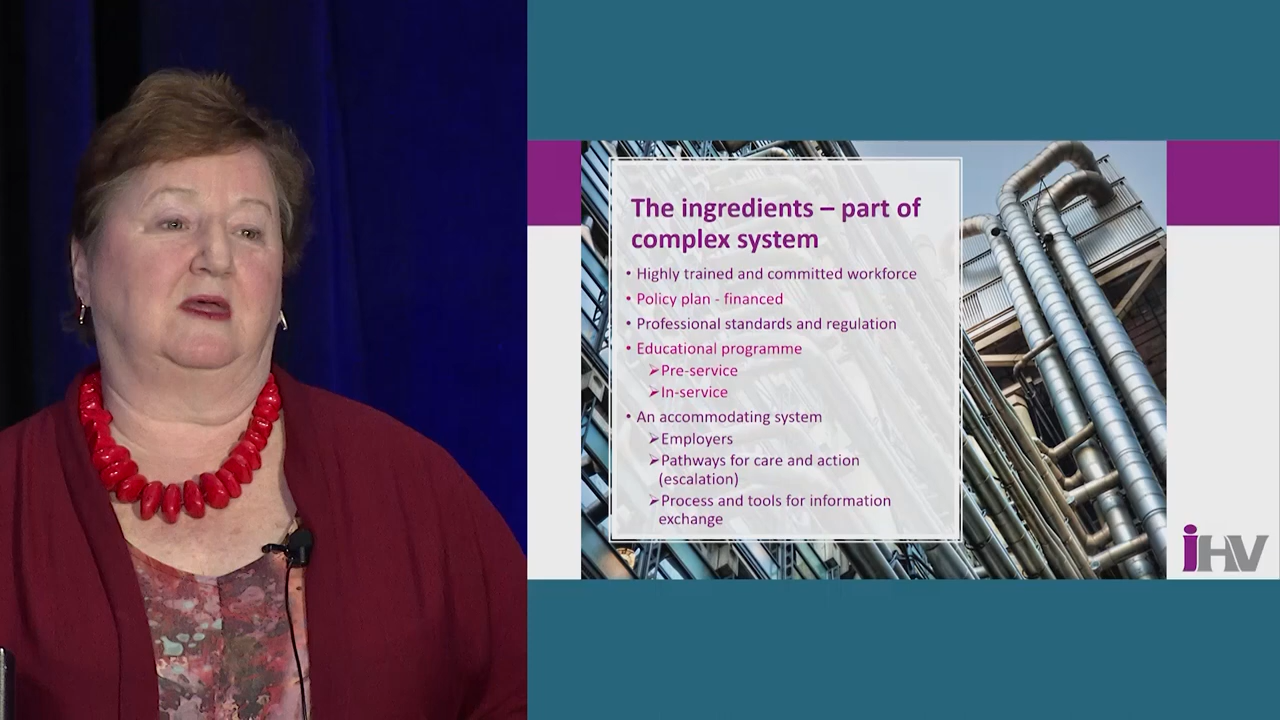 The ingredients – part of
complex system
• Highly trained and committed workforce
• Policy plan - financed
• Professional standards and regulation
• Educational programme
➢Pre-service
➢In-service
• An accommodating system
➢Employers
➢Pathways for care and action
(escalation)
➢Process and tools for information
exchange
iHV